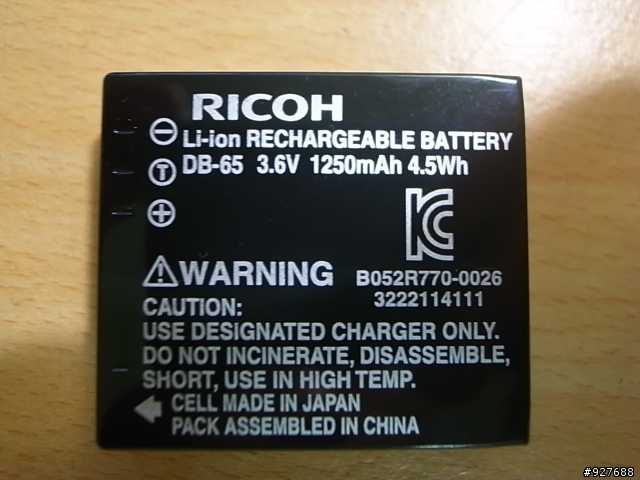 RICOH
Li-ion RECHARGEABLE BATTERY
DB-65 3.6V 1250mAh 4.5Wh
T
KC
WARNING
B052R770-0026
3222114111
CAUTION:
USE DESIGNATED CHARGER ONLY.
DO NOT INCINERATE, DISASSEMBLE,
SHORT, USE IN HIGH TEMP.
CELL MADE IN JAPAN
PACK ASSEMBLED IN CHINA
#927688